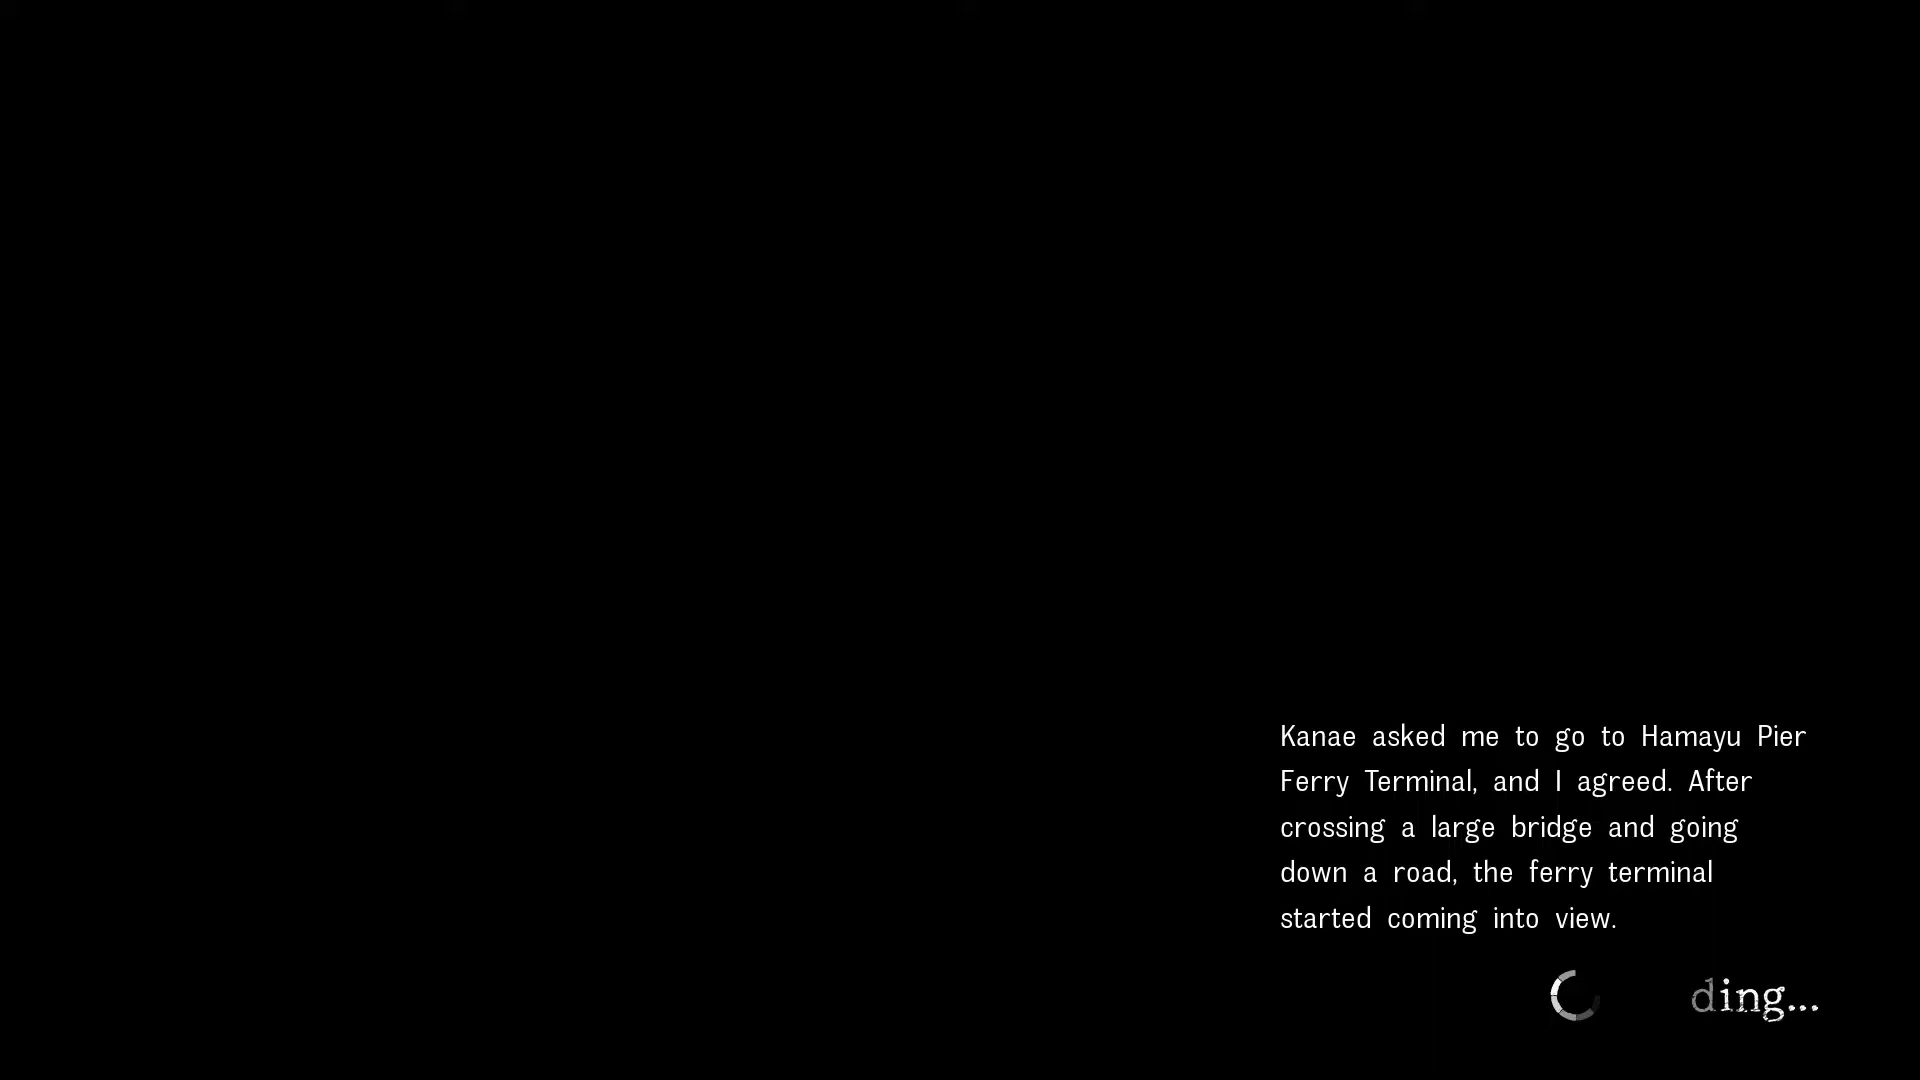 Kanae asked me to go to Hamayu Pier
Ferry Terminal, and I agreed. After
crossing a large bridge and going
down a road, the ferry terminal
started coming into view.
ding...